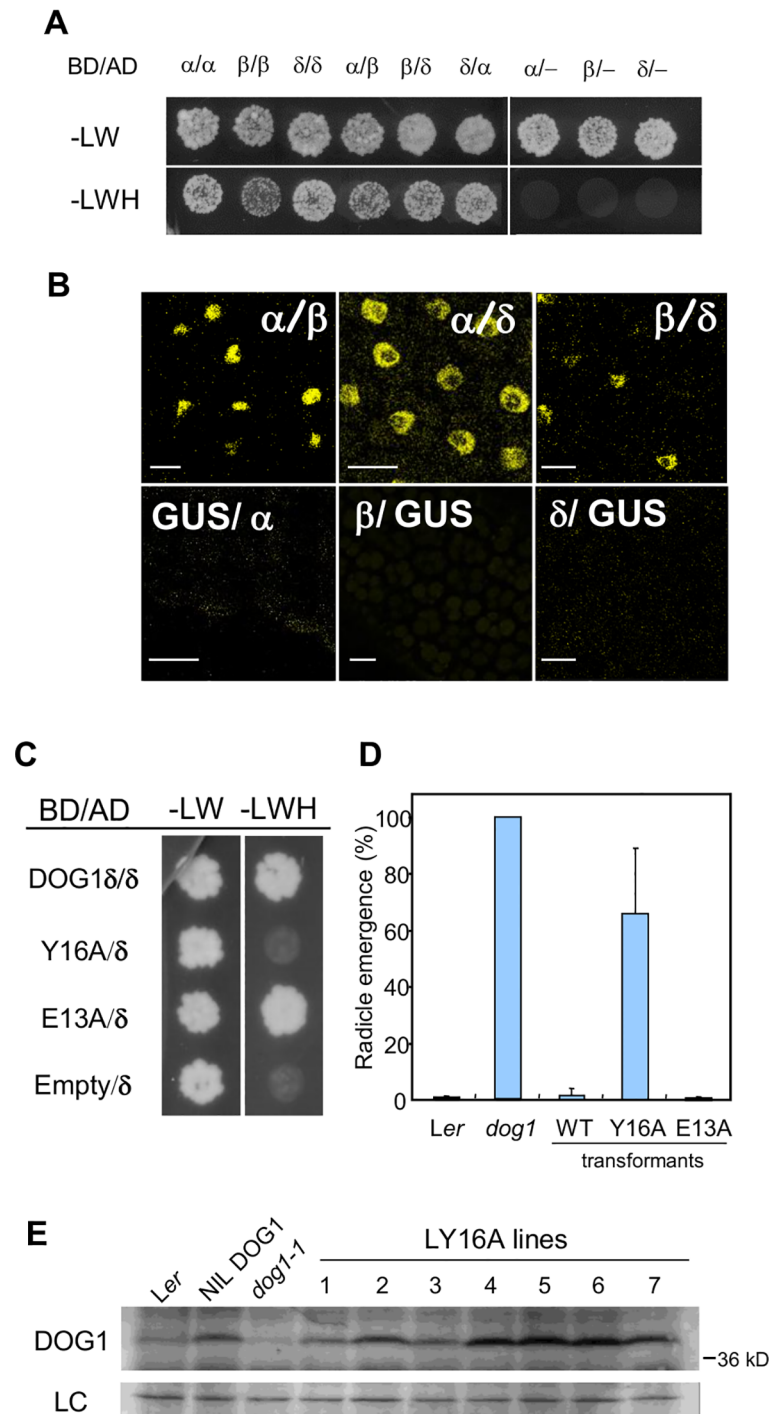 A
BD/AD α/α β/β δ/δ α/β β/δ δ/α α/– β/– δ/–
-LW
-LWH
B
α/β α/δ β/δ
GUS/ α β/ GUS δ/ GUS
C
BD/AD -LW -LWH
DOG1δ/δ
Y16A/δ
E13A/δ
Empty/δ
D
Radicle emergence (%)
100
80
60
40
20
0
Ler dog1 WT Y16A E13A
transformants
E
Ler NIL DOG1 dog1-1 LY16A lines
1 2 3 4 5 6 7
DOG1
–36 kD
LC